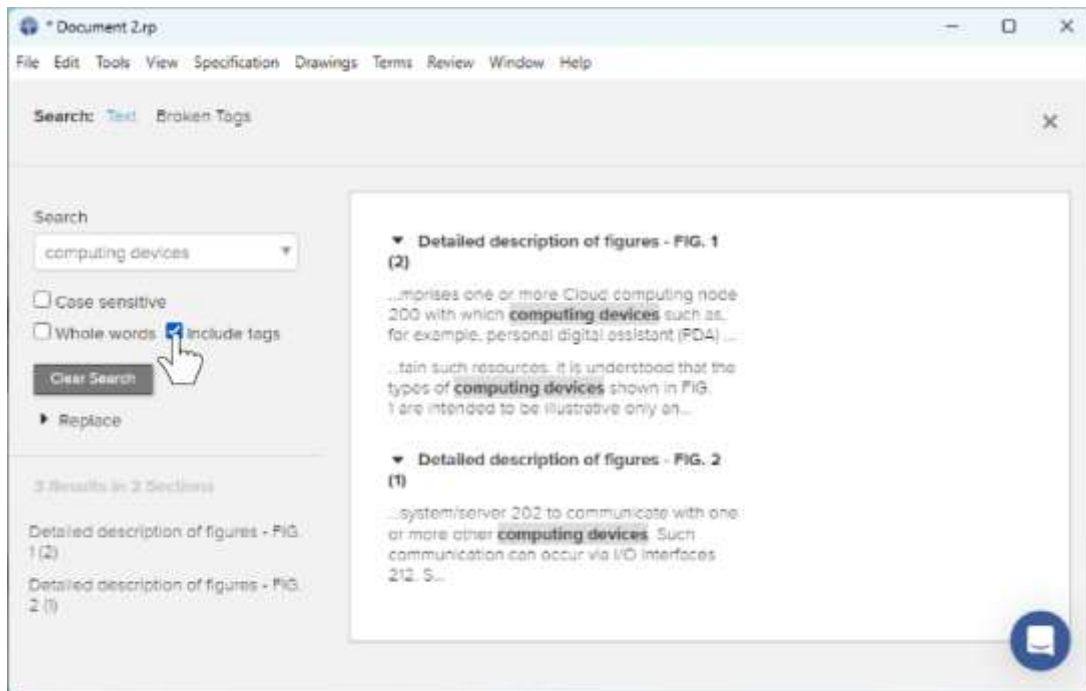 * Document 2.rp
File Edit Tools View Specification Drawings Terms Review Window Help
Search: Text Broken Tags
Search
computing devices
Case sensitive
Whole words Include tags
Clear Search
Replace
3 Results in 2 Sections
Detailed description of figures - FIG.
1 (2)
Detailed description of figures - FIG.
2 (1)
Detailed description of figures - FIG. 1
(2)
...mprises one or more Cloud computing node
200 with which computing devices such as,
for example, personal digital assistant (PDA) ...
...tain such resources. It is understood that the
types of computing devices shown in FIG.
1 are intended to be illustrative only an...
Detailed description of figures - FIG. 2
(1)
...system/server 202 to communicate with one
or more other computing devices. Such
communication can occur via I/O interfaces
212. S...